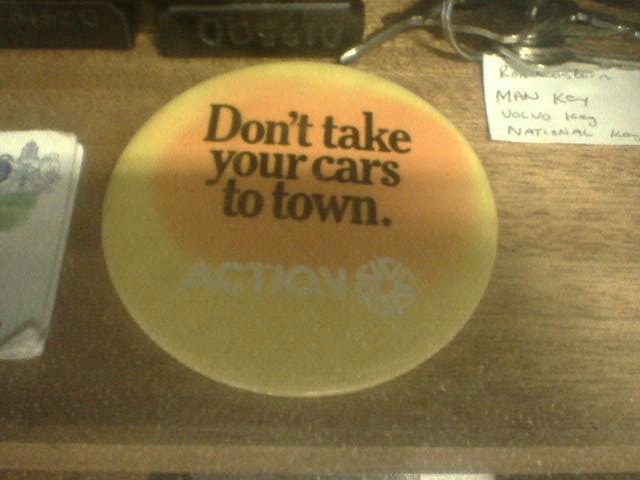 Don't take
your cars
to town.
ACTION
MAN Key
VOLVO Key
NATIONAL Key